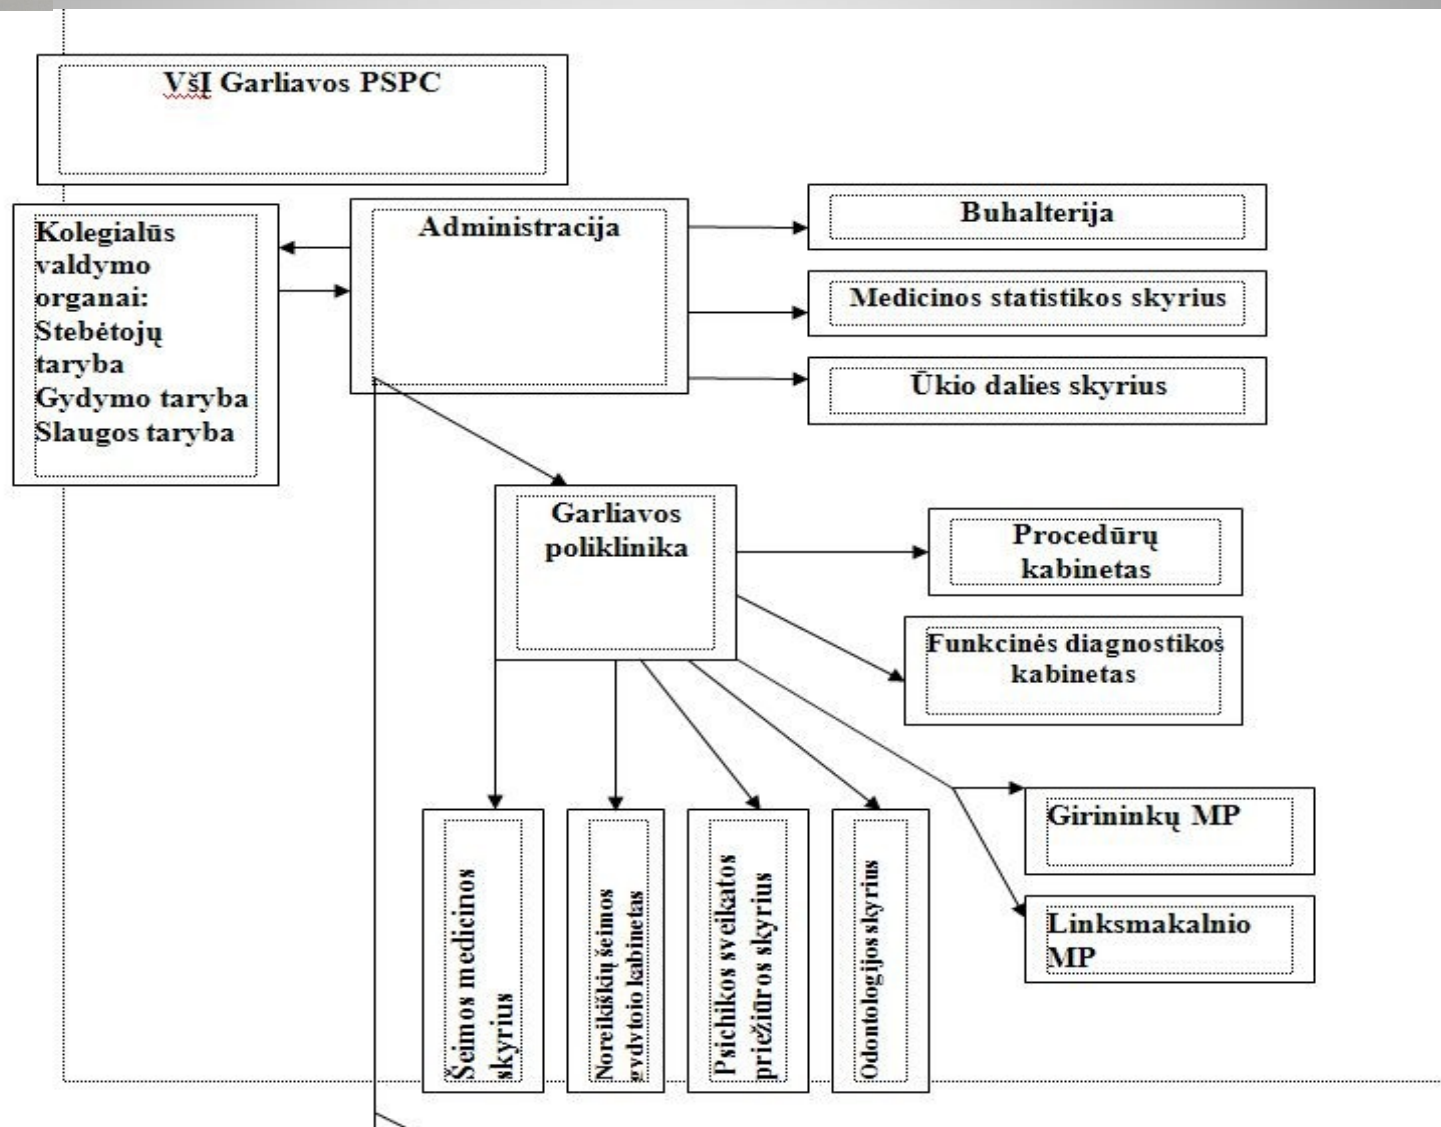 VšĮ Garliavos PSPC
Kolegialūs
valdymo
organai:
Stebėtojų
taryba
Gydymo taryba
Slaugos taryba
Administracija
Buhalterija
Medicinos statistikos skyrius
Ūkio dalies skyrius
Garliavos
poliklinika
Procedūrų
kabinetas
Funkcinės diagnostikos
kabinetas
Šeimos medicinos
skyrius
Noreikiškių šeimos
gydytojo kabinetas
Psichikos sveikatos
priežiūros skyrius
Odontologijos skyrius
Girininkų MP
Linksmakalnio
MP